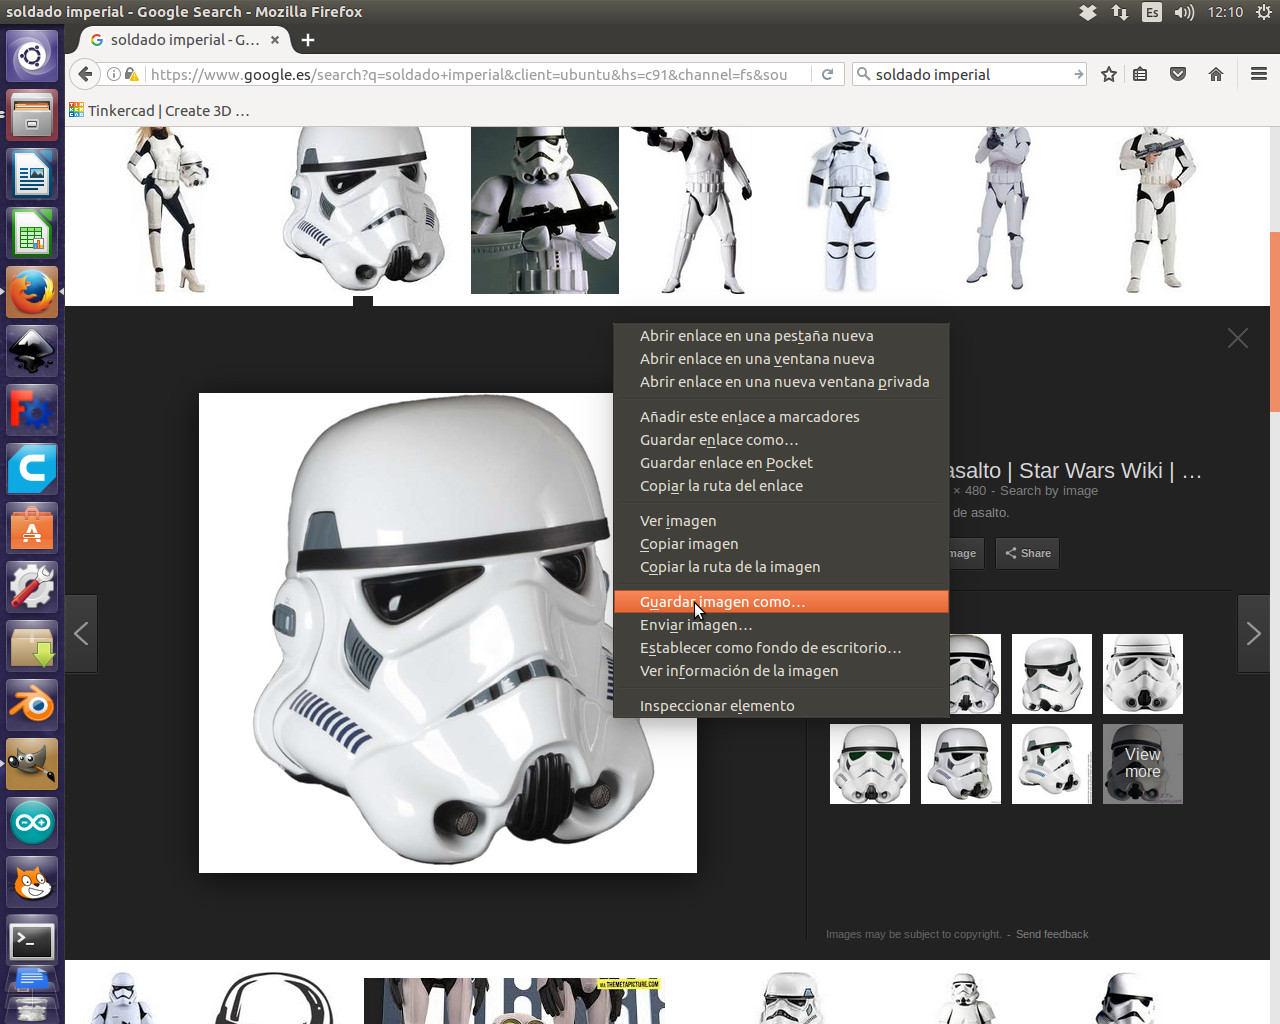 soldado imperial - Google Search - Mozilla Firefox
Es
12:10
soldado imperial - G...
https://www.google.es/search?q=soldado+imperial&client=ubuntu&hs=c91&channel=fs&sou
soldado imperial
Tinkercad | Create 3D ...
Abrir enlace en una pestaña nueva
Abrir enlace en una ventana nueva
Abrir enlace en una nueva ventana privada
Añadir este enlace a marcadores
Guardar enlace como...
Guardar enlace en Pocket
Copiar la ruta del enlace
Ver imagen
Copiar imagen
Copiar la ruta de la imagen
Guardar imagen como...
Enviar imagen...
Establecer como fondo de escritorio...
Ver información de la imagen
Inspeccionar elemento
asalto | Star Wars Wiki | ...
× 480 - Search by image
de asalto.
mage
Share
View
more
Images may be subject to copyright. - Send feedback
VIA THEMETAPICTURE.COM